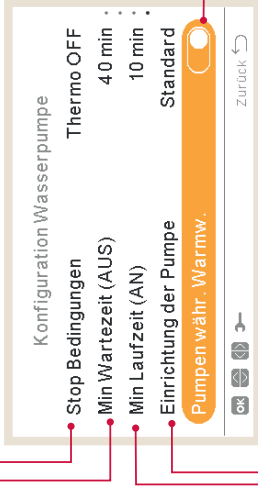 Konfiguration Wasserpumpe
Stop Bedingungen Thermo OFF
Min Wartezeit (AUS) 40 min
Min Laufzeit (AN) 10 min
Einrichtung der Pumpe Standard
Pumpen währ. Warmw.
OK Zurück